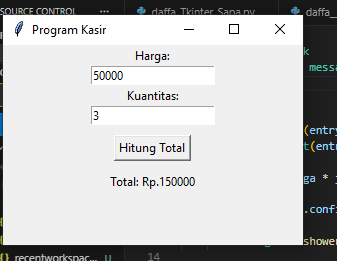 SOURCE CONTROL
daffa_Tkinter_Sapa.py
daffa_
Program Kasir
Harga:
50000
Kuantitas:
3
Hitung Total
Total: Rp.150000
k
messa
(entry
t(entr
ga * j
.confi
shower
recentworkspac... U
14